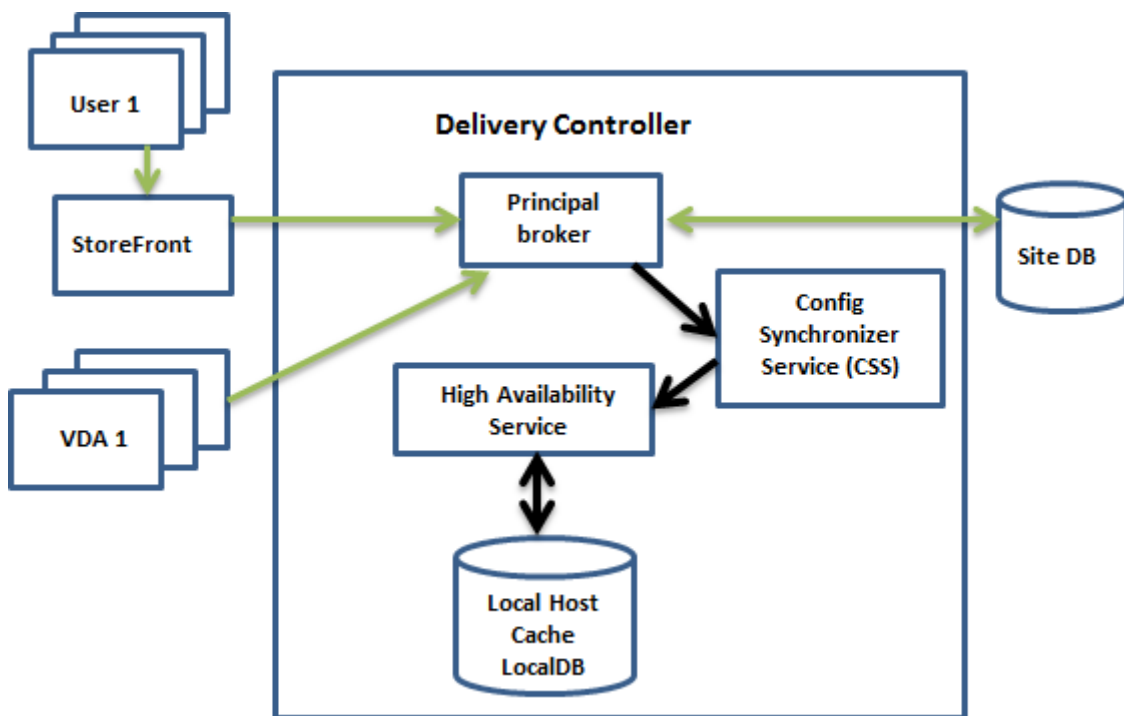 User 1
Delivery Controller
StoreFront
Principal
broker
Site DB
Config
Synchronizer
Service (CSS)
High Availability
Service
VDA 1
Local Host
Cache
LocalDB